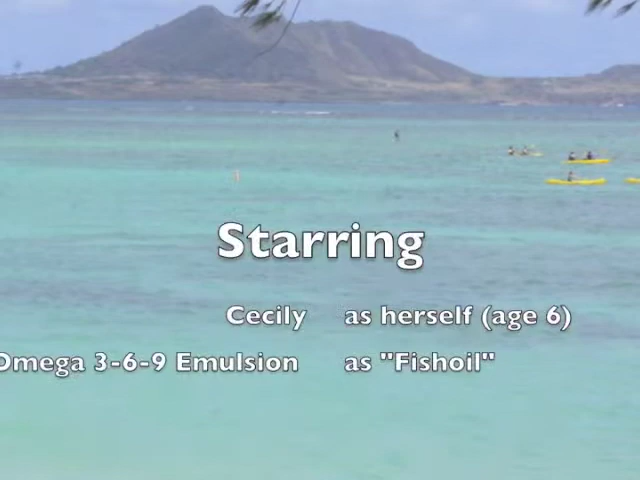 Starring
Cecily as herself (age 6)
Omega 3-6-9 Emulsion as "Fishoil"